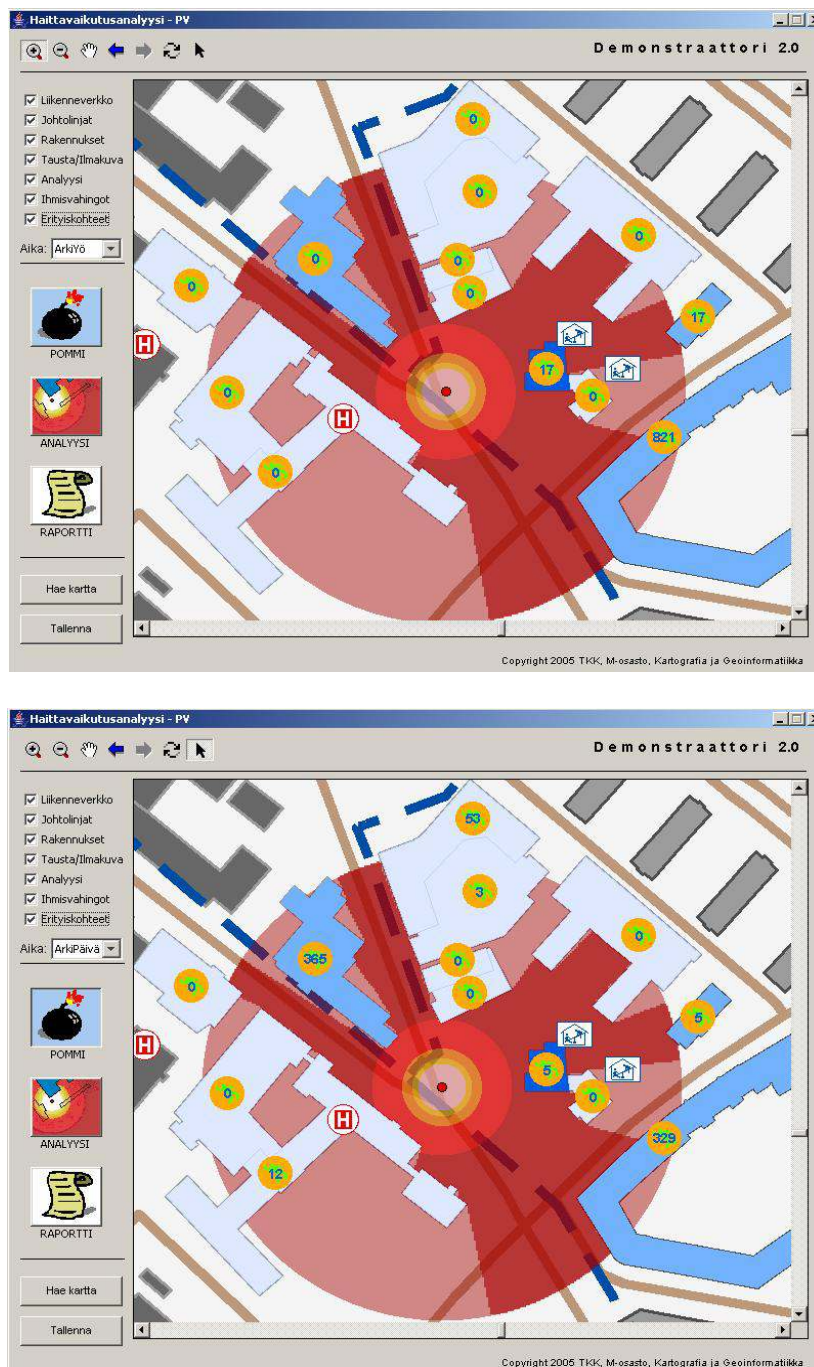 Haittavaikutusanalyysi - PV
Demonstraattori 2.0
Liikenneverkko
Johtolinjat
Rakennukset
Tausta/Ilmakuva
Analyysi
Ihmisvahingot
Erityiskohteet
Aika: ArkiYö
POMMI
ANALYYSI
RAPORTTI
Hae kartta
Tallenna
0
0
0
0
0
0
0
17
H
17
0
0
H
821
0
Copyright 2005 TKK, M-osasto, Kartografia ja Geoinformatiikka
Haittavaikutusanalyysi - PV
Demonstraattori 2.0
Liikenneverkko
Johtolinjat
Rakennukset
Tausta/Ilmakuva
Analyysi
Ihmisvahingot
Erityiskohteet
Aika: ArkiPäivä
POMMI
ANALYYSI
RAPORTTI
Hae kartta
Tallenna
53
3
0
365
0
0
0
5
H
5
0
0
H
329
12
Copyright 2005 TKK, M-osasto, Kartografia ja Geoinformatiikka